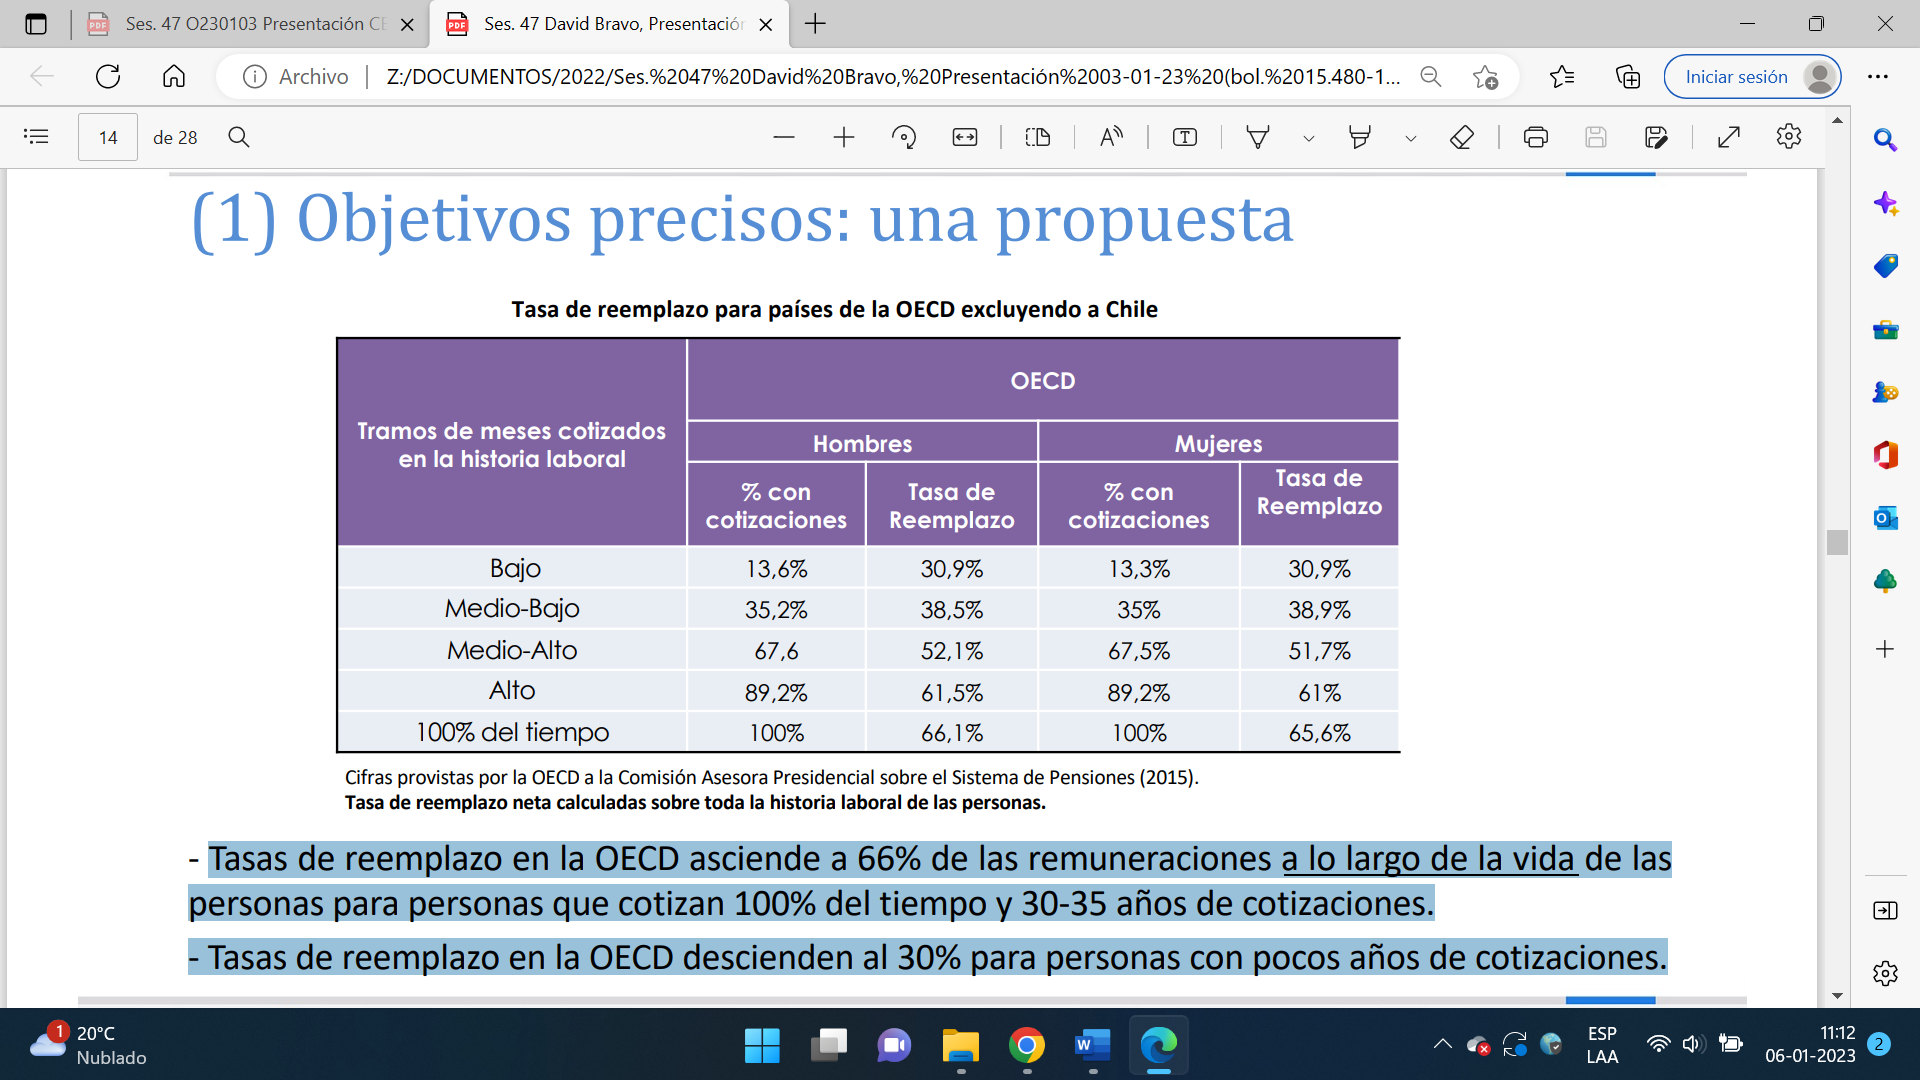 Ses. 47 O230103 Presentación CE
Ses. 47 David Bravo, Presentación
Archivo
Z:/DOCUMENTOS/2022/Ses.%2047%20David%20Bravo,%20Presentación%2003-01-23%20(bol.%2015.480-1...
Iniciar sesión
14 de 28
(1) Objetivos precisos: una propuesta
Tasa de reemplazo para países de la OECD excluyendo a Chile
OECD
Tramos de meses cotizados
en la historia laboral
Hombres Mujeres
% con
cotizaciones
Tasa de
Reemplazo
% con
cotizaciones
Tasa de
Reemplazo
Bajo 13,6% 30,9% 13,3% 30,9%
Medio-Bajo 35,2% 38,5% 35% 38,9%
Medio-Alto 67,6 52,1% 67,5% 51,7%
Alto 89,2% 61,5% 89,2% 61%
100% del tiempo 100% 66,1% 100% 65,6%
Cifras provistas por la OECD a la Comisión Asesora Presidencial sobre el Sistema de Pensiones (2015).
Tasa de reemplazo neta calculadas sobre toda la historia laboral de las personas.
- Tasas de reemplazo en la OECD asciende a 66% de las remuneraciones a lo largo de la vida de las
personas para personas que cotizan 100% del tiempo y 30-35 años de cotizaciones.
- Tasas de reemplazo en la OECD descienden al 30% para personas con pocos años de cotizaciones.
1
20°C
Nublado
ESP
LAA
11:12
06-01-2023
2